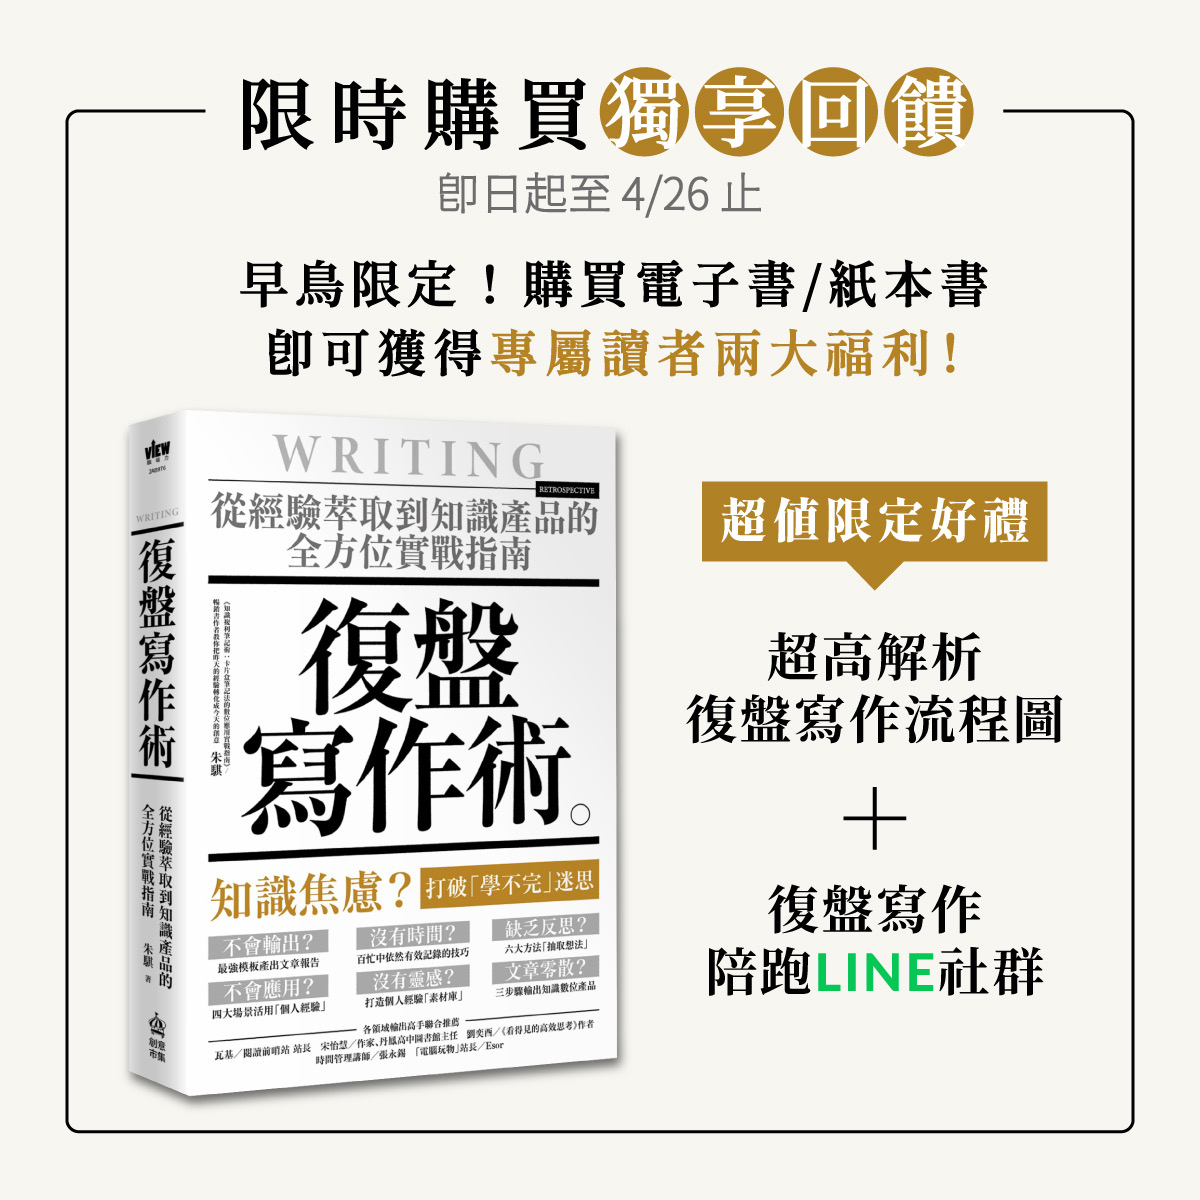 限時購買獨享回饋
即日起至 4/26 止
早鳥限定！購買電子書/紙本書
即可獲得專屬讀者兩大福利！
VIEW
職場力
2AB976
WRITING
復盤寫作術
從經驗萃取到知識產品的
全方位實戰指南
朱騏 著
創意市集
WRITING
RETROSPECTIVE
從經驗萃取到知識產品的
全方位實戰指南
《知識複利筆記術：卡片盒筆記法的數位應用實戰指南》/
暢銷書作者教你把昨天的經驗轉化成今天的創意
朱騏
復盤
寫作術。
知識焦慮？
打破「學不完」迷思
不會輸出？
最強模板產出文章報告
沒有時間？
百忙中依然有效記錄的技巧
缺乏反思？
六大方法「抽取想法」
不會應用？
四大場景活用「個人經驗」
沒有靈感？
打造個人經驗「素材庫」
文章零散？
三步驟輸出知識數位產品
各領域輸出高手聯合推薦
瓦基／閱讀前哨站 站長　宋怡慧／作家、丹鳳高中圖書館主任　劉奕酉／《看得見的高效思考》作者
時間管理講師／張永錫　「電腦玩物」站長／Esor
超值限定好禮
超高解析
復盤寫作流程圖
＋
復盤寫作
陪跑LINE社群